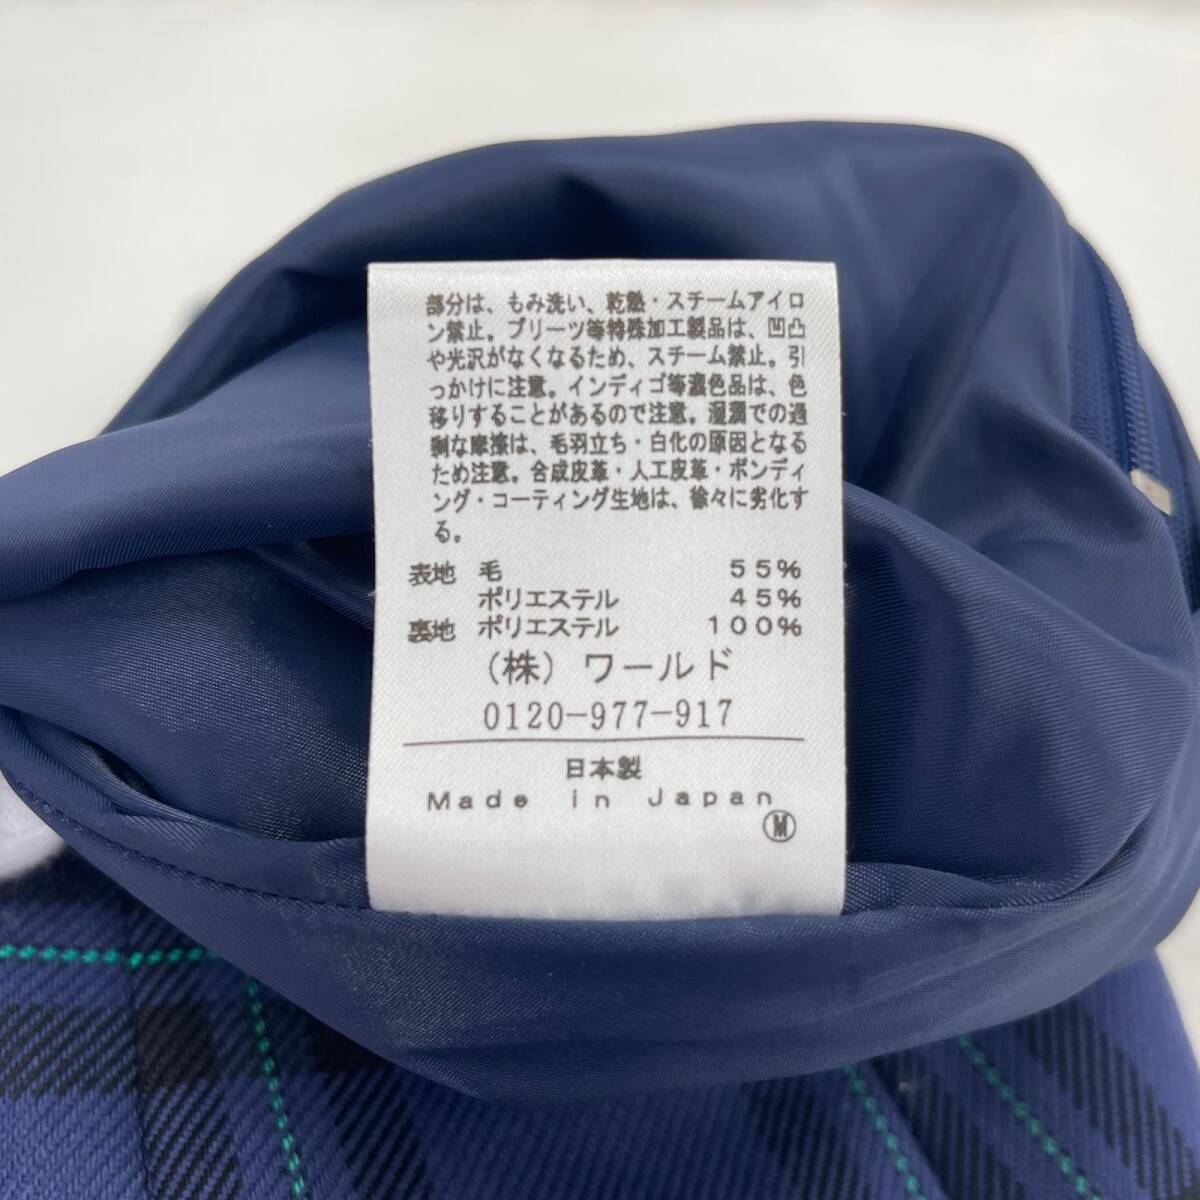 部分は、もみ洗い、乾熱・スチームアイロ
ン禁止。プリーツ等特殊加工製品は、凹凸
や光沢がなくなるため、スチーム禁止。引
っかけに注意。インディゴ等濃色品は、色
移りすることがあるので注意。湿潤での過
剰な摩擦は、毛羽立ち・白化の原因となる
ため注意。合成皮革・人工皮革・ボンディ
ング・コーティング生地は、徐々に劣化す
る。
表地 毛 55%
ポリエステル 45%
裏地 ポリエステル 100%
(株) ワールド
0120-977-917
日本製
Made in Japan
Ⓜ